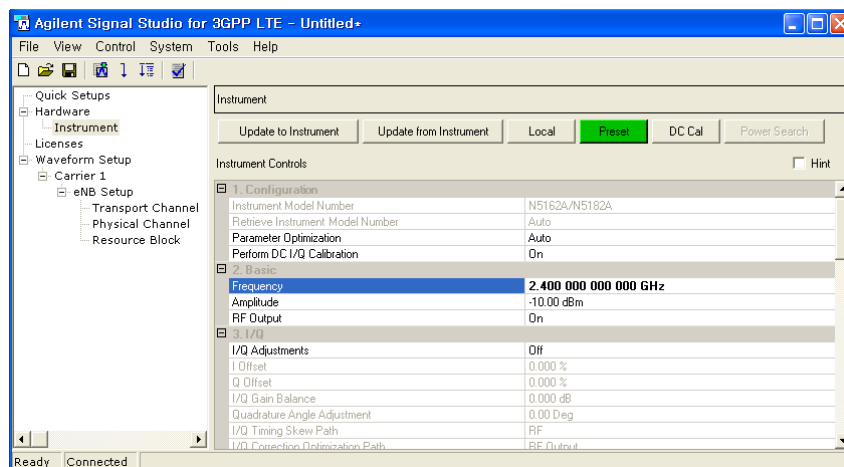 Agilent Signal Studio for 3GPP LTE - Untitled*
File View Control System Tools Help
Quick Setups
Hardware
Instrument
Licenses
Waveform Setup
Carrier 1
eNB Setup
Transport Channel
Physical Channel
Resource Block
Instrument
Update to Instrument Update from Instrument Local Preset DC Cal Power Search
Instrument Controls Hint
1. Configuration
Instrument Model Number N5162A/N5182A
Retrieve Instrument Model Number Auto
Parameter Optimization Auto
Perform DC I/Q Calibration On
2. Basic
Frequency 2.400 000 000 000 GHz
Amplitude -10.00 dBm
RF Output On
3. I/Q
I/Q Adjustments Off
I Offset 0.000 %
Q Offset 0.000 %
I/Q Gain Balance 0.000 dB
Quadrature Angle Adjustment 0.00 Deg
I/Q Timing Skew Path RF
I/Q Correction Optimization Path RF Output
Ready Connected